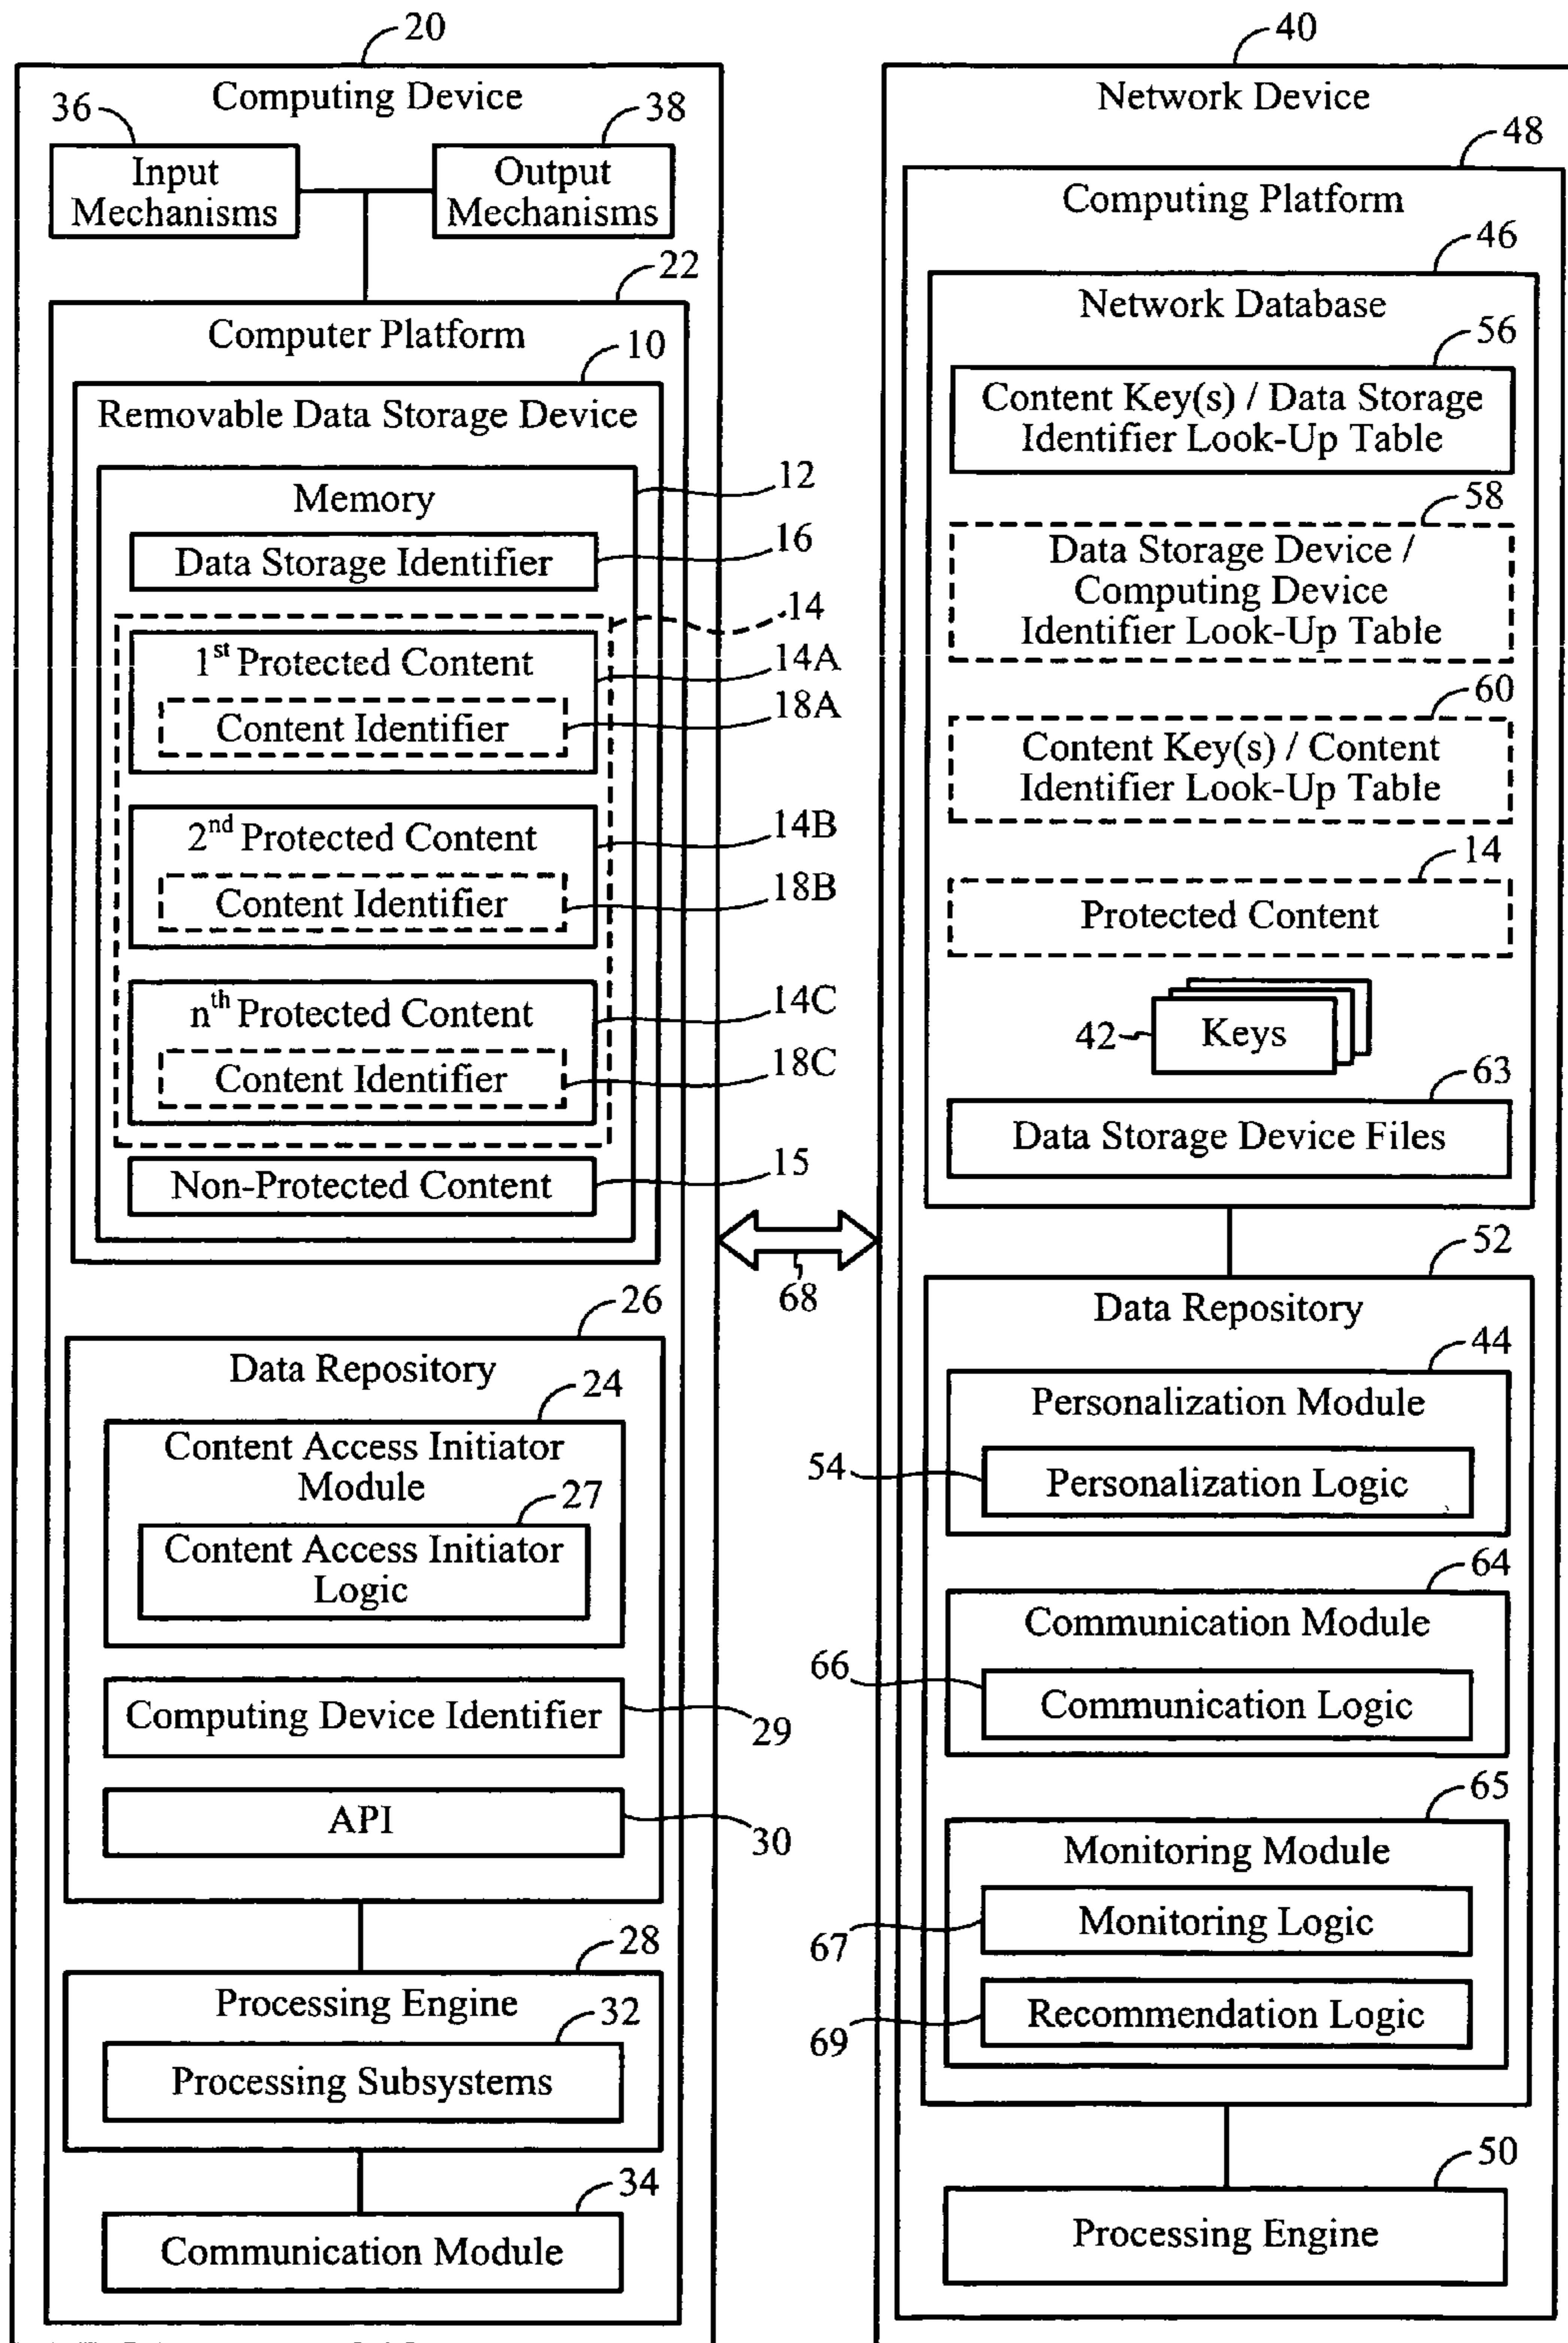 20
Computing Device
36
38
Input
Mechanisms
Output
Mechanisms
22
Computer Platform
10
Removable Data Storage Device
12
Memory
16
Data Storage Identifier
14
1st Protected Content
14A
18A
Content Identifier
2nd Protected Content
14B
18B
Content Identifier
nth Protected Content
14C
18C
Content Identifier
15
Non-Protected Content
68
26
Data Repository
24
Content Access Initiator
Module
27
Content Access Initiator
Logic
Computing Device Identifier
29
API
30
28
Processing Engine
32
Processing Subsystems
34
Communication Module
40
Network Device
48
Computing Platform
46
Network Database
56
Content Key(s) / Data Storage
Identifier Look-Up Table
58
Data Storage Device /
Computing Device
Identifier Look-Up Table
60
Content Key(s) / Content
Identifier Look-Up Table
14
Protected Content
42
Keys
63
Data Storage Device Files
52
Data Repository
44
Personalization Module
54
Personalization Logic
64
Communication Module
66
Communication Logic
65
Monitoring Module
67
Monitoring Logic
69
Recommendation Logic
50
Processing Engine